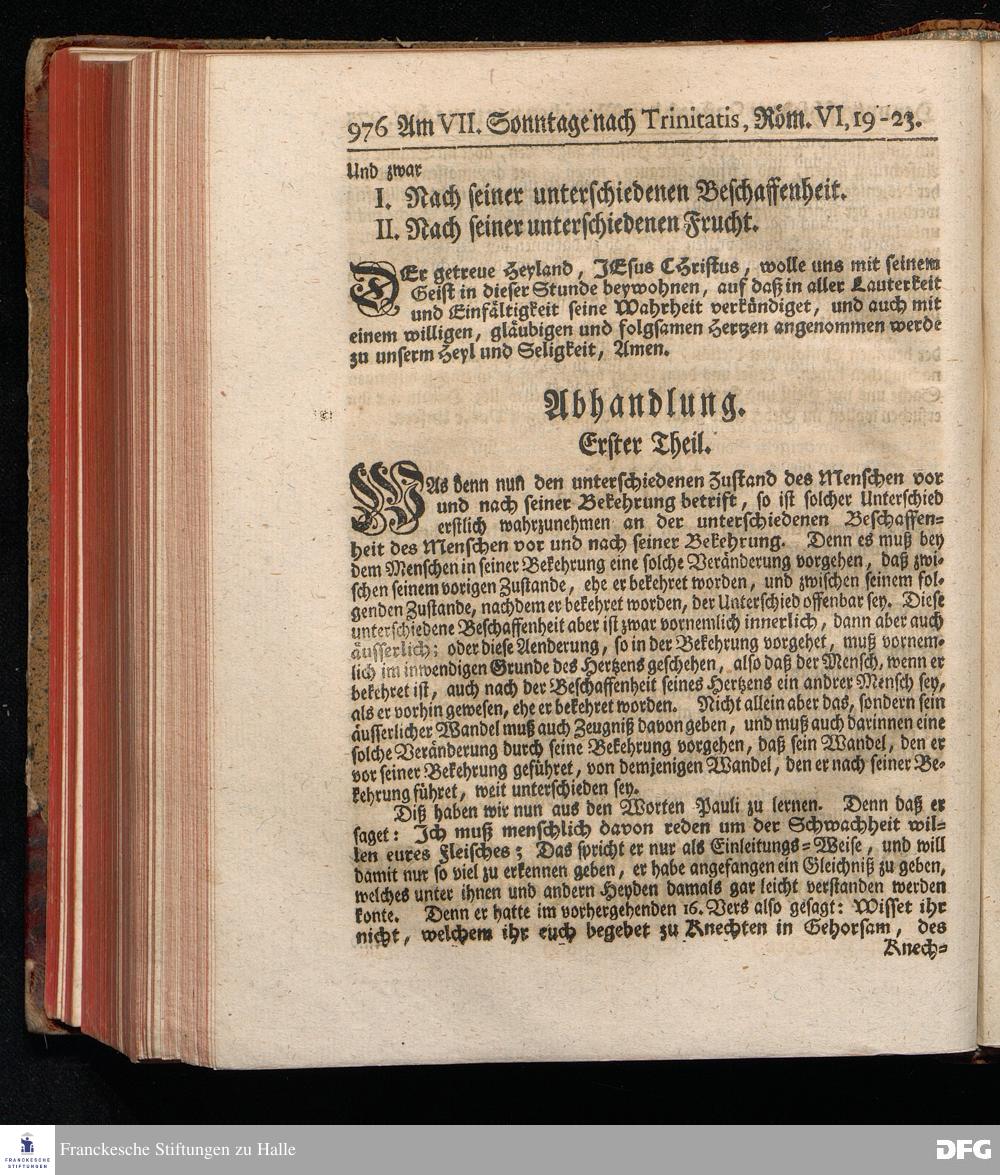 976 Am VII. Sonntage nach Trinitatis, Röm. VI, 19-23.
Und zwar
I. Nach seiner unterschiedenen Beschaffenheit.
II. Nach seiner unterschiedenen Frucht.
DEr getreue Heyland, JEsus CHristus, wolle uns mit seinem
Geist in dieser Stunde beywohnen, auf daß in aller Lauterkeit
und Einfältigkeit seine Wahrheit verkündiget, und auch mit
einem willigen, gläubigen und folgsamen Hertzen angenommen werde
zu unserm Heyl und Seligkeit, Amen.
Abhandlung.
Erster Theil.
WAs denn nun den unterschiedenen Zustand des Menschen vor
und nach seiner Bekehrung betrift, so ist solcher Unterschied
erstlich wahrzunehmen an der unterschiedenen Beschaffen-
heit des Menschen vor und nach seiner Bekehrung. Denn es muß bey
dem Menschen in seiner Bekehrung eine solche Veränderung vorgehen, daß zwi-
schen seinem vorigen Zustande, ehe er bekehret worden, und zwischen seinem fol-
genden Zustande, nachdem er bekehret worden, der Unterschied offenbar sey. Diese
unterschiedene Beschaffenheit aber ist zwar vornemlich innerlich, dann aber auch
äusserlich; oder diese Aenderung, so in der Bekehrung vorgehet, muß vornem-
lich im inwendigen Grunde des Hertzens geschehen, also daß der Mensch, wenn er
bekehret ist, auch nach der Beschaffenheit seines Hertzens ein andrer Mensch sey,
als er vorhin gewesen, ehe er bekehret worden. Nicht allein aber das, sondern sein
äusserlicher Wandel muß auch Zeugniß davon geben, und muß auch darinnen eine
solche Veränderung durch seine Bekehrung vorgehen, daß sein Wandel, den er
vor seiner Bekehrung geführet, von demjenigen Wandel, den er nach seiner Be-
kehrung führet, weit unterschieden sey.
Diß haben wir nun aus den Worten Pauli zu lernen. Denn daß er
saget: Ich muß menschlich davon reden um der Schwachheit wil-
len eures Fleisches; Das spricht er nur als Einleitungs-Weise, und will
damit nur so viel zu erkennen geben, er habe angefangen ein Gleichniß zu geben,
welches unter ihnen und andern Heyden damals gar leicht verstanden werden
konte. Denn er hatte im vorhergehenden 16. Vers also gesagt: Wisset ihr
nicht, welchem ihr euch begebet zu Knechten in Gehorsam, des
Knech-
FRANCKESCHE
STIFTUNGEN
Franckesche Stiftungen zu Halle
DFG